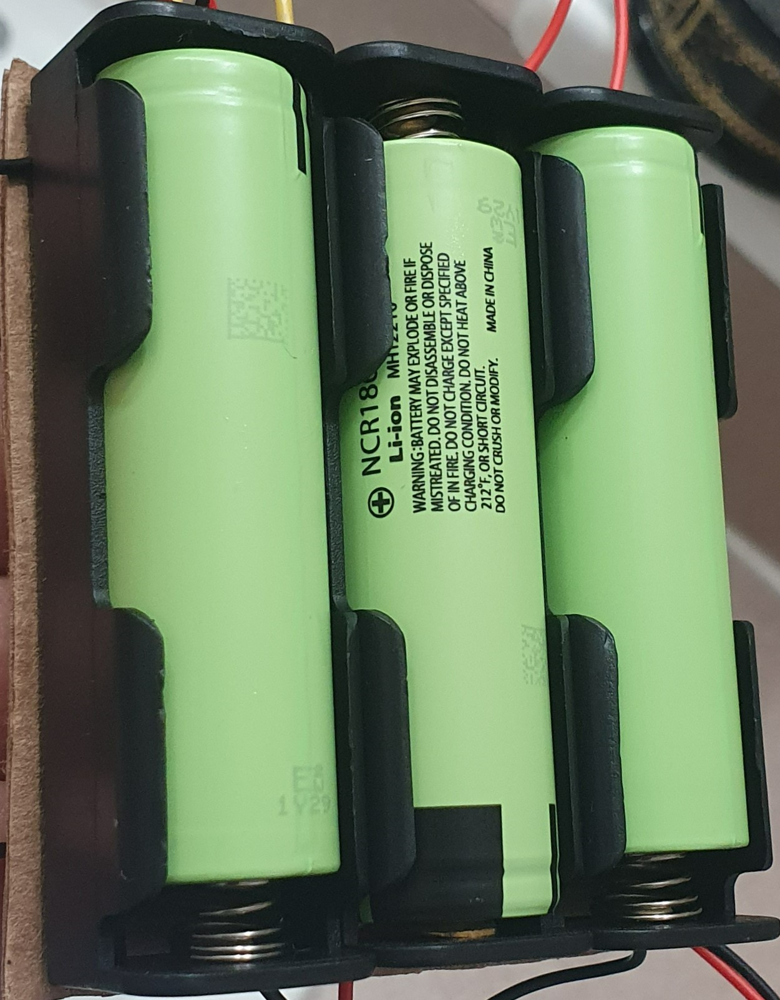 NCR18
Li-ion MH12210
WARNING:BATTERY MAY EXPLODE OR FIRE IF
MISTREATED. DO NOT DISASSEMBLE OR DISPOSE
OF IN FIRE. DO NOT CHARGE EXCEPT SPECIFIED
CHARGING CONDITION. DO NOT HEAT ABOVE
212°F, OR SHORT CIRCUIT. MADE IN CHINA
DO NOT CRUSH OR MODIFY.